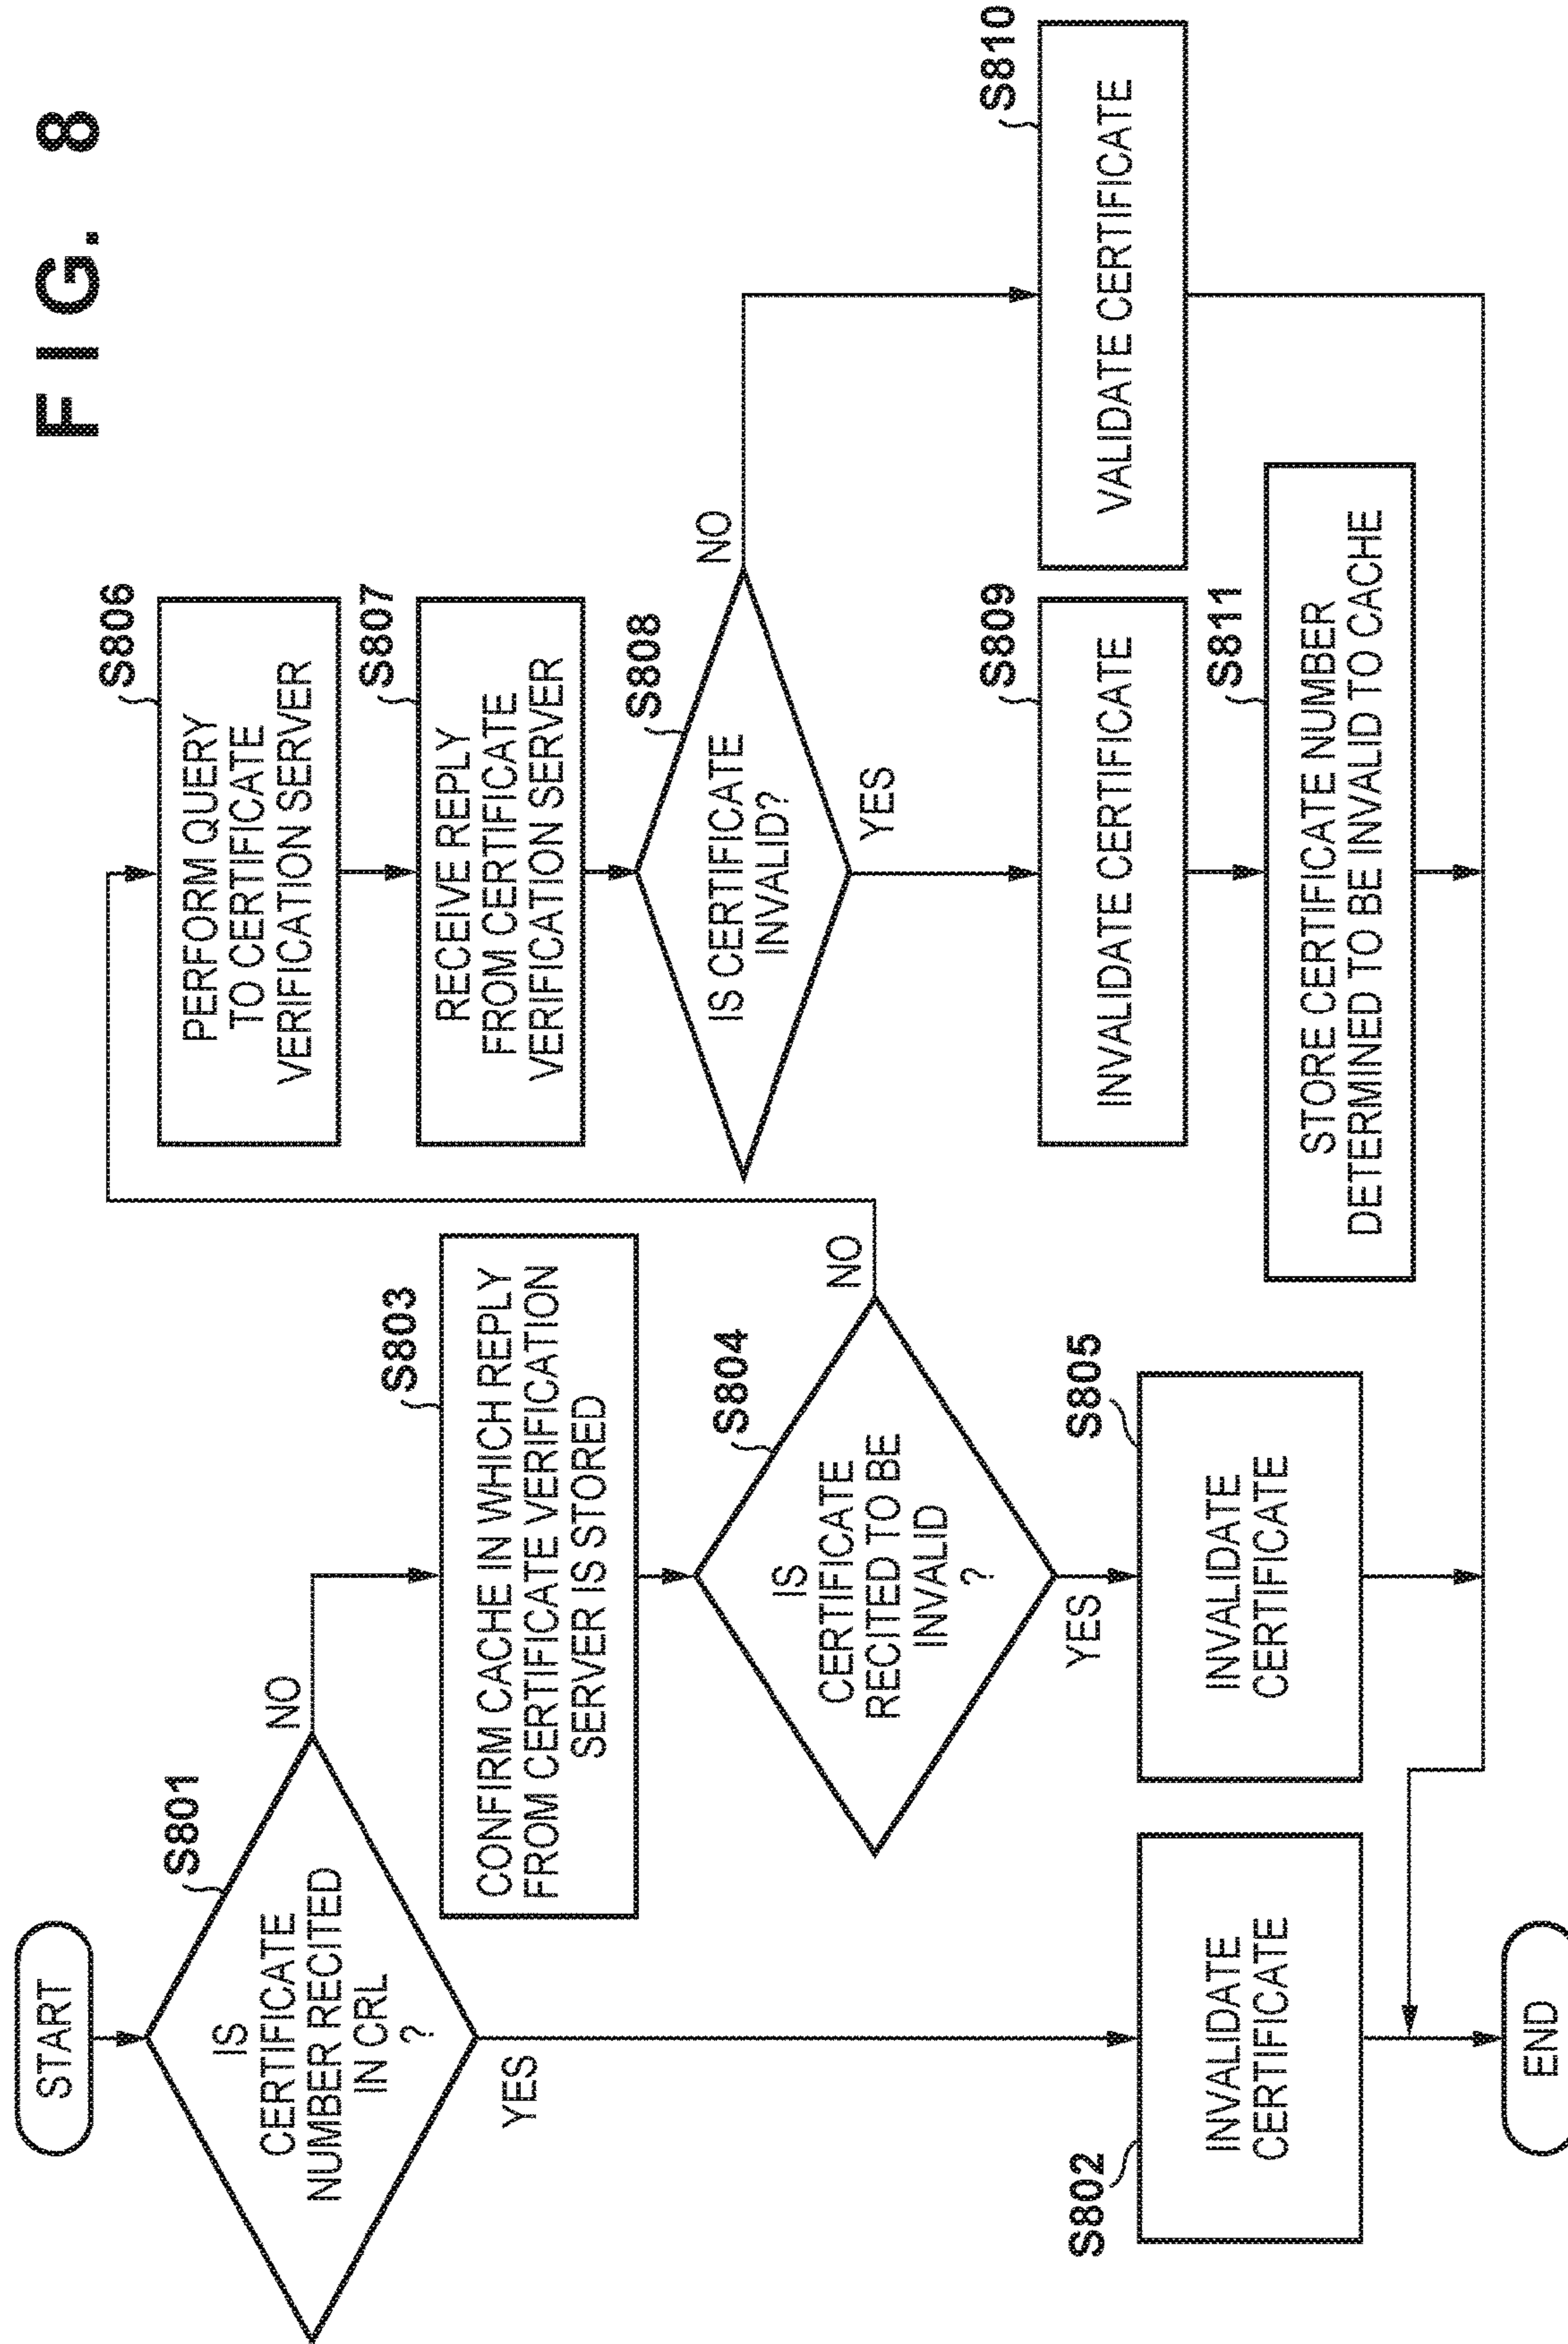 FIG. 8
START
S801
IS
CERTIFICATE
NUMBER RECITED
IN CRL
?
NO
YES
S802
INVALIDATE
CERTIFICATE
S803
CONFIRM CACHE IN WHICH REPLY
FROM CERTIFICATE VERIFICATION
SERVER IS STORED
S804
IS
CERTIFICATE
RECITED TO BE
INVALID
?
NO
YES
S805
INVALIDATE
CERTIFICATE
S806
PERFORM QUERY
TO CERTIFICATE
VERIFICATION SERVER
S807
RECEIVE REPLY
FROM CERTIFICATE
VERIFICATION SERVER
S808
IS CERTIFICATE
INVALID?
NO
YES
S809
INVALIDATE CERTIFICATE
S810
VALIDATE CERTIFICATE
S811
STORE CERTIFICATE NUMBER
DETERMINED TO BE INVALID TO CACHE
END